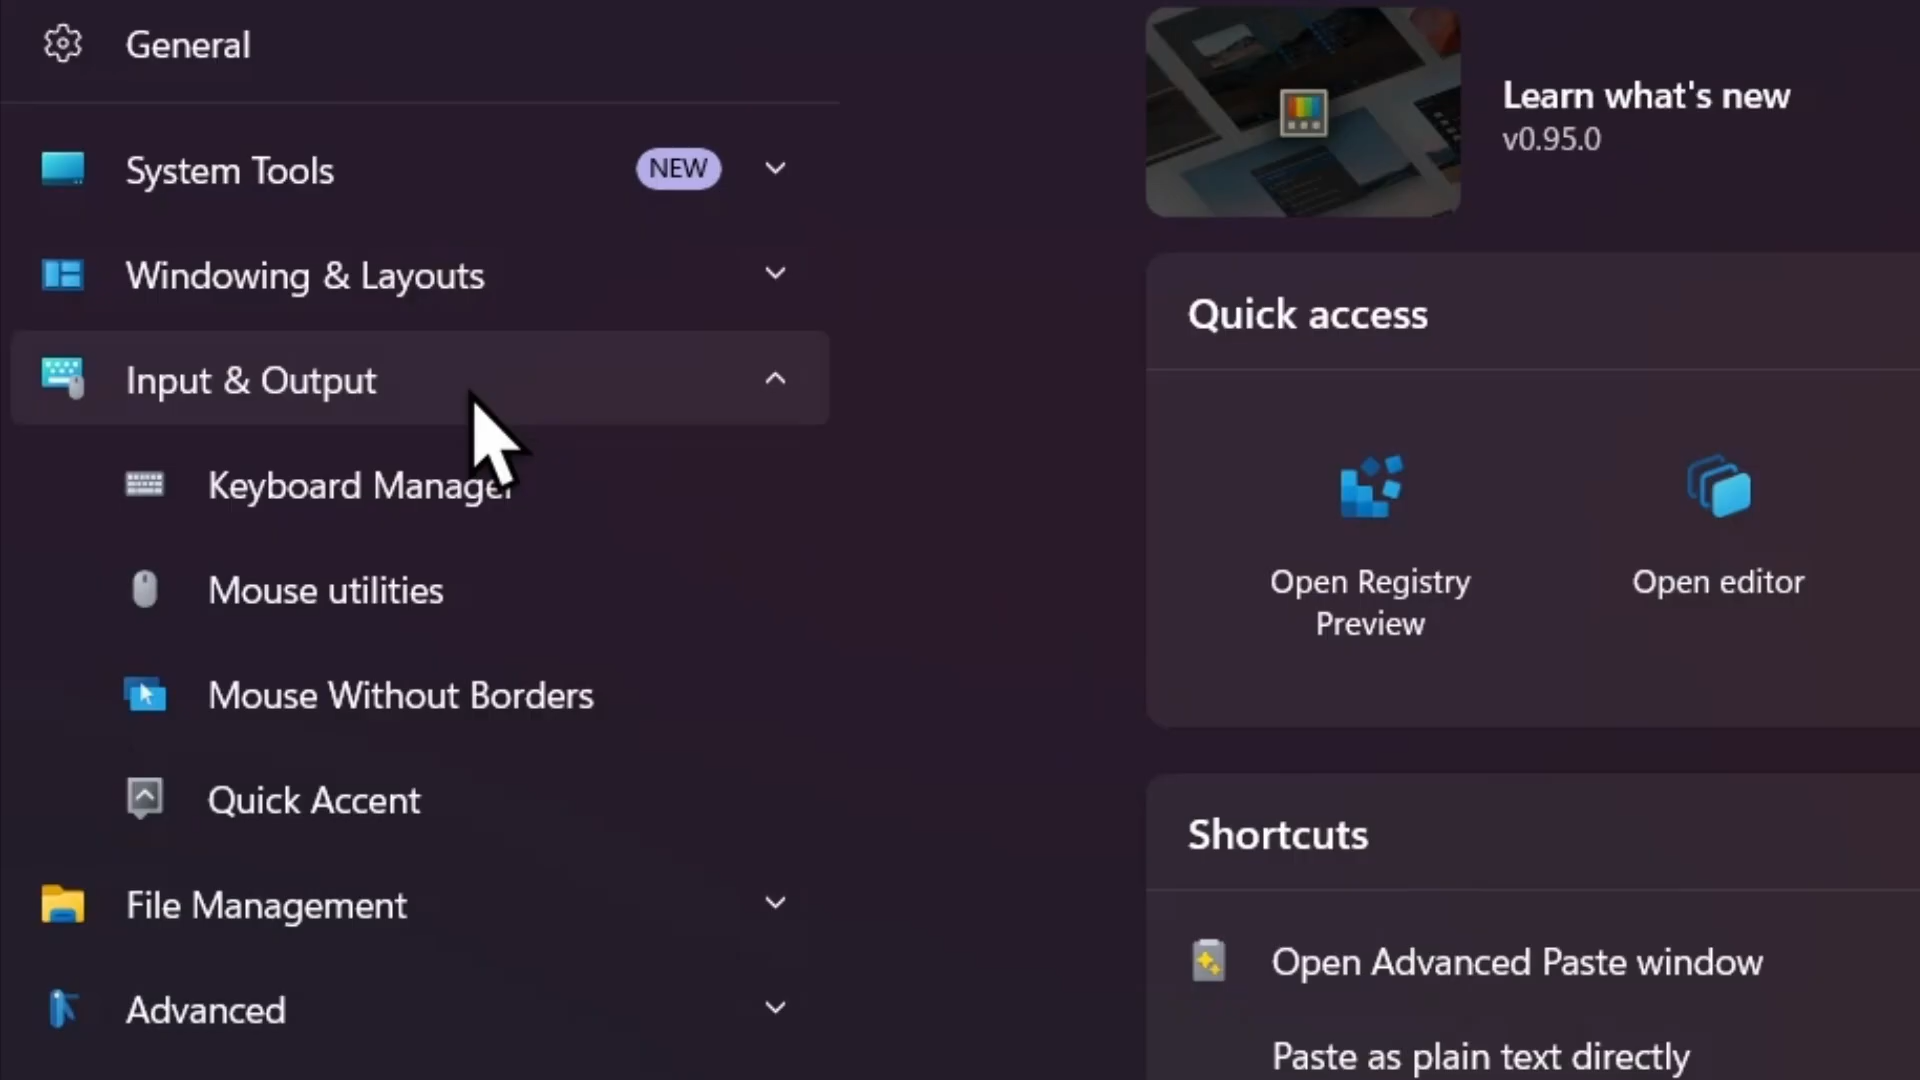 General
System Tools
NEW
Windowing & Layouts
Input & Output
Keyboard Manager
Mouse utilities
Mouse Without Borders
Quick Accent
File Management
Advanced
Learn what's new
v0.95.0
Quick access
Open Registry
Preview
Open editor
Shortcuts
Open Advanced Paste window
Paste as plain text directly